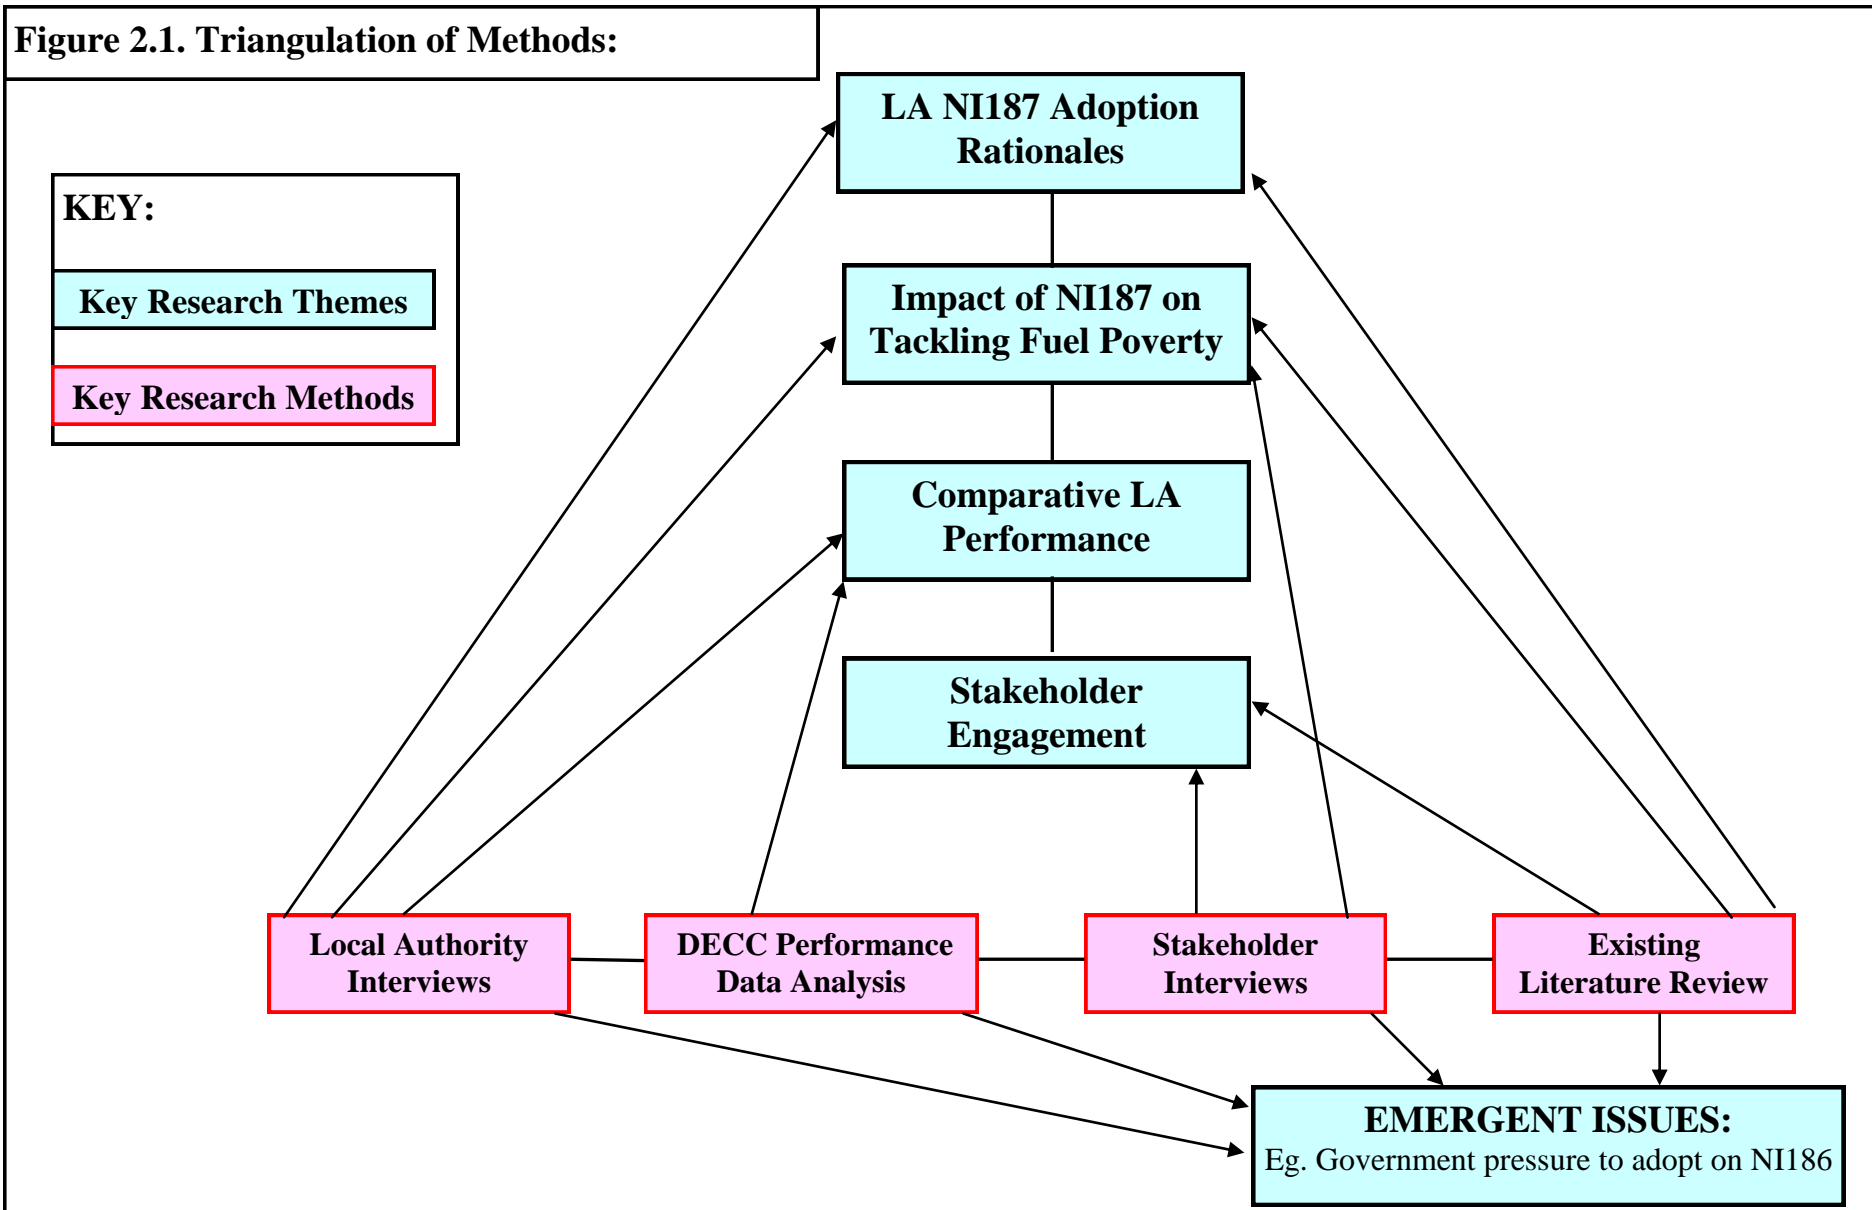 Figure 2.1. Triangulation of Methods:
LA NI187 Adoption
Rationales
KEY:
Key Research Themes
Key Research Methods
Impact of NI187 on
Tackling Fuel Poverty
Comparative LA
Performance
Stakeholder
Engagement
Local Authority
Interviews
DECC Performance
Data Analysis
Stakeholder
Interviews
Existing
Literature Review
EMERGENT ISSUES:
Eg. Government pressure to adopt on NI186